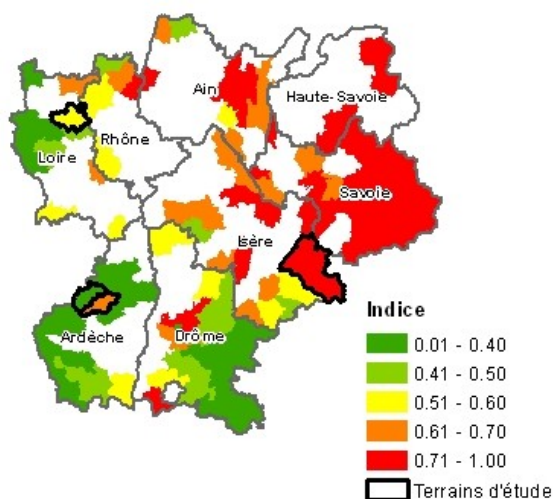 Ain
Haute-Savoie
Rhône
Loire
Savoie
Isère
Ardèche
Drôme
Indice
0.01 - 0.40
0.41 - 0.50
0.51 - 0.60
0.61 - 0.70
0.71 - 1.00
Terrains d'étude